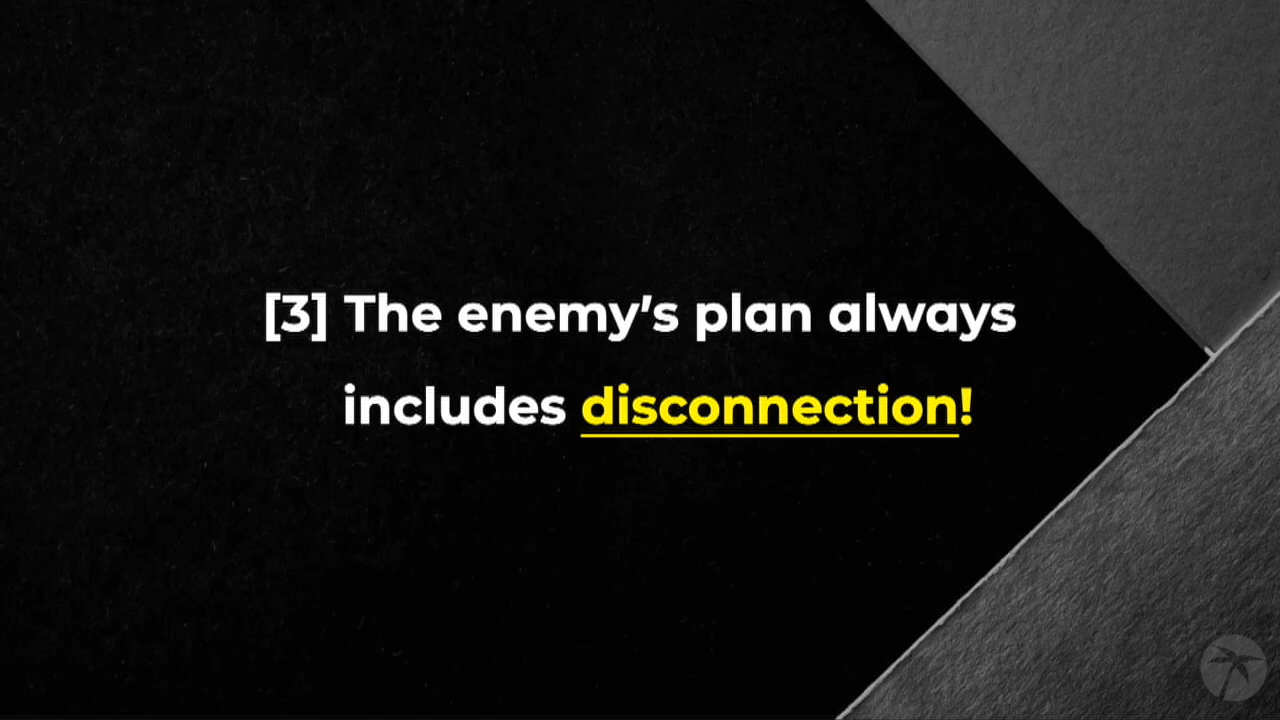 [3] The enemy's plan always
includes disconnection!